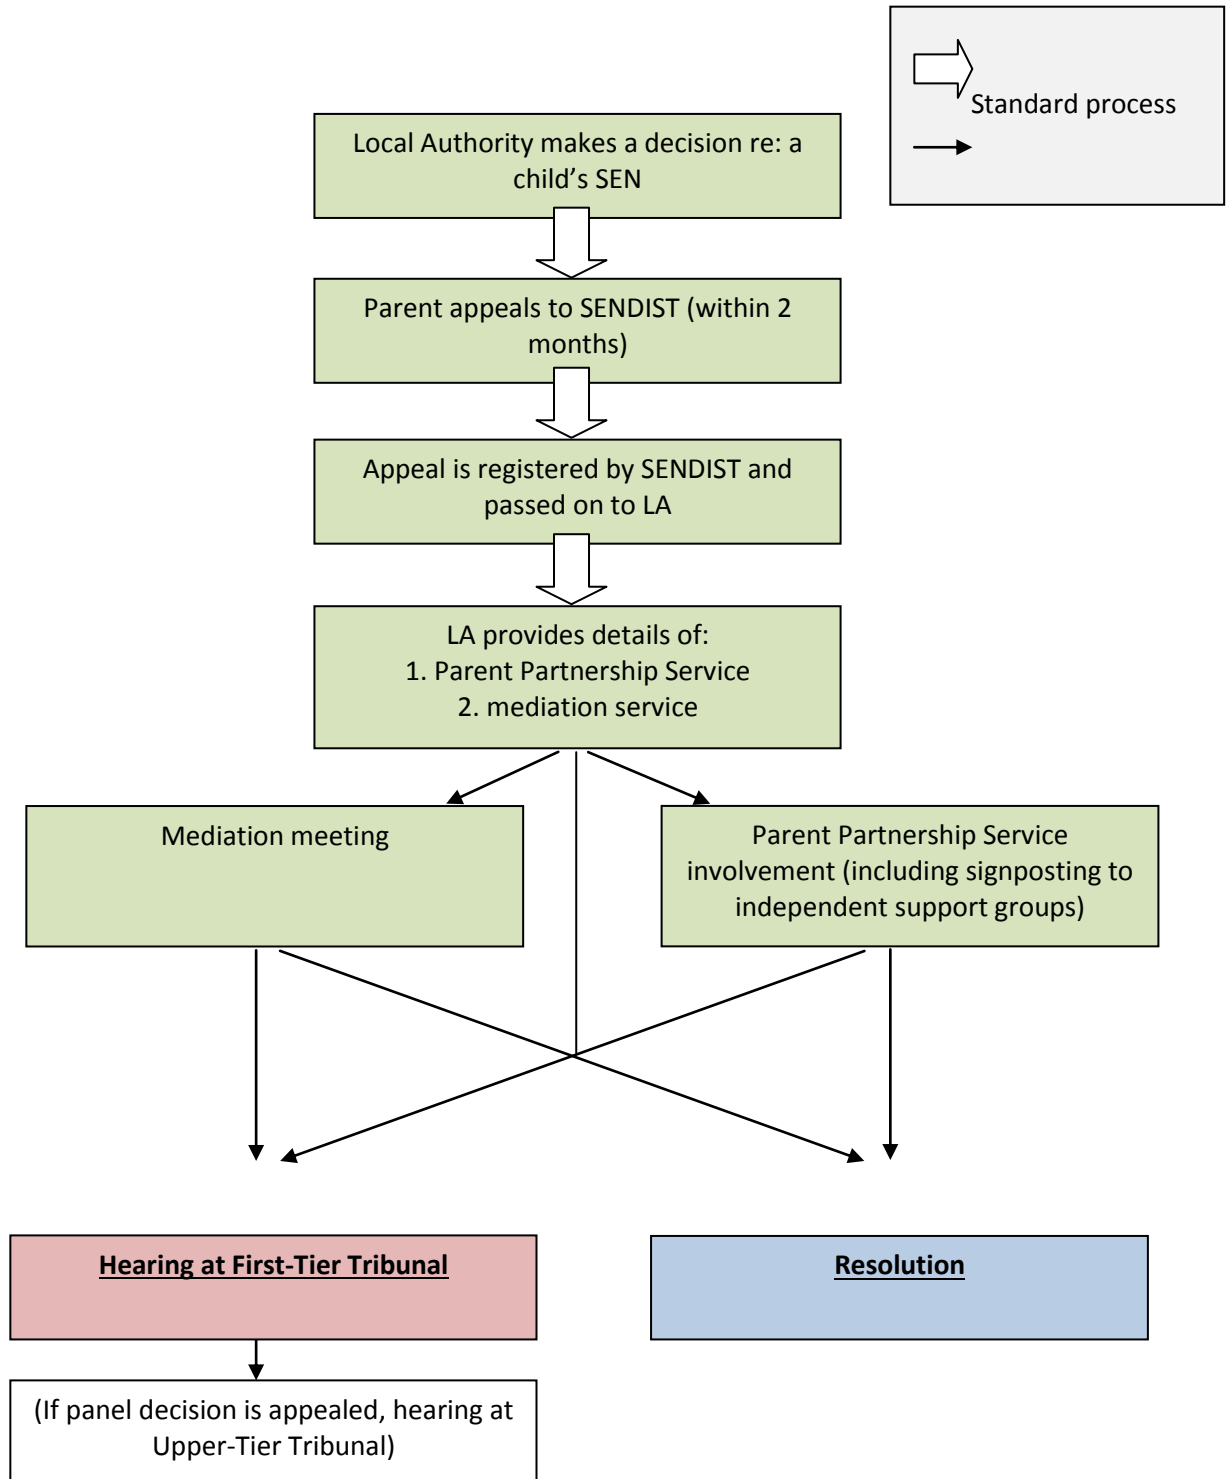 Standard process
Local Authority makes a decision re: a
child’s SEN
Parent appeals to SENDIST (within 2
months)
Appeal is registered by SENDIST and
passed on to LA
LA provides details of:
1. Parent Partnership Service
2. mediation service
Mediation meeting
Parent Partnership Service
involvement (including signposting to
independent support groups)
Hearing at First-Tier Tribunal
Resolution
(If panel decision is appealed, hearing at
Upper-Tier Tribunal)